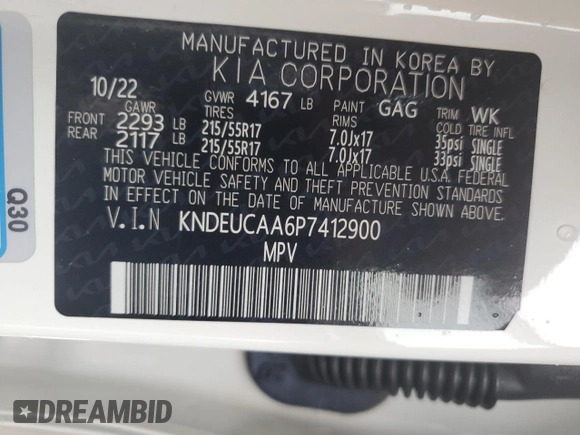 MANUFACTURED IN KOREA BY
KIA CORPORATION
10/22 GVWR 4167 LB PAINT GAG TRIM WK
GAWR TIRES RIMS COLD TIRE INFL
FRONT 2293 LB 215/55R17 7.0Jx17 35psi SINGLE
REAR 2117 LB 215/55R17 7.0Jx17 33psi SINGLE
THIS VEHICLE CONFORMS TO ALL APPLICABLE U.S.A. FEDERAL
MOTOR VEHICLE SAFETY AND THEFT PREVENTION STANDARDS
IN EFFECT ON THE DATE OF MANUFACTURE SHOWN ABOVE.
V.I.N KNDEUCAA6P7412900
MPV
3 0
Q30
DREAMBID